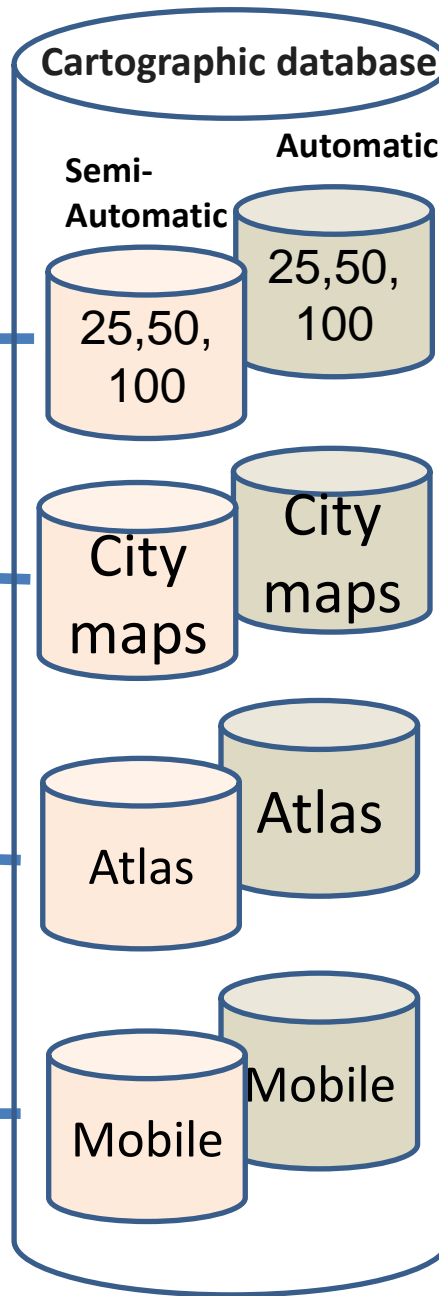 Cartographic database
Semi-
Automatic
Automatic
25,50,
100
25,50,
100
City
maps
City
maps
Atlas
Atlas
Mobile
Mobile